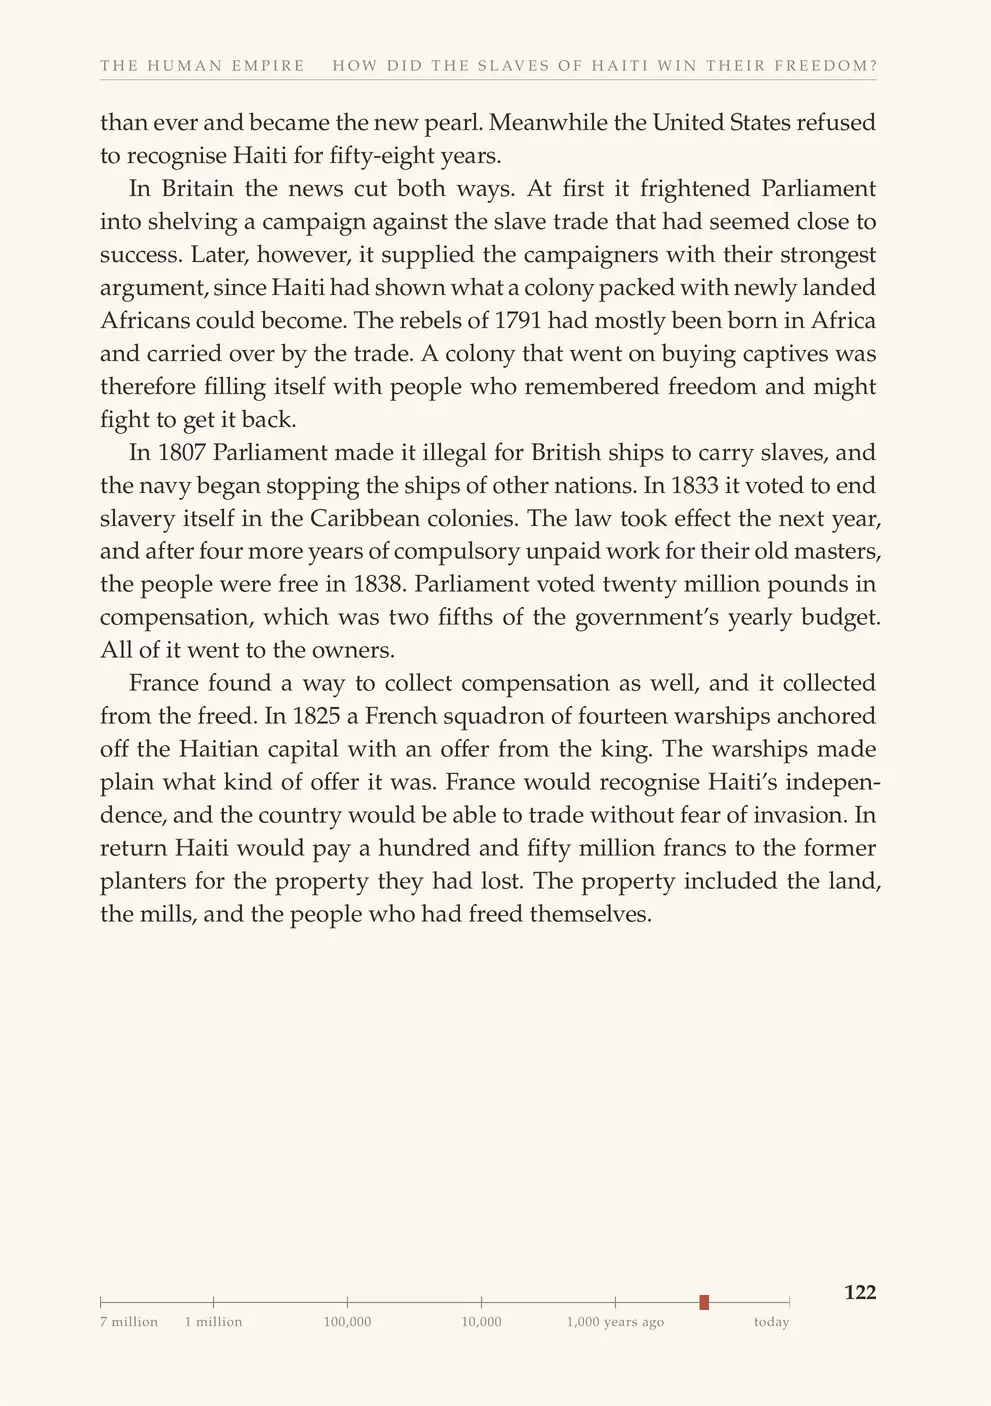 THE HUMAN EMPIRE HOW DID THE SLAVES OF HAITI WIN THEIR FREEDOM?
than ever and became the new pearl. Meanwhile the United States refused
to recognise Haiti for fifty-eight years.
In Britain the news cut both ways. At first it frightened Parliament
into shelving a campaign against the slave trade that had seemed close to
success. Later, however, it supplied the campaigners with their strongest
argument, since Haiti had shown what a colony packed with newly landed
Africans could become. The rebels of 1791 had mostly been born in Africa
and carried over by the trade. A colony that went on buying captives was
therefore filling itself with people who remembered freedom and might
fight to get it back.
In 1807 Parliament made it illegal for British ships to carry slaves, and
the navy began stopping the ships of other nations. In 1833 it voted to end
slavery itself in the Caribbean colonies. The law took effect the next year,
and after four more years of compulsory unpaid work for their old masters,
the people were free in 1838. Parliament voted twenty million pounds in
compensation, which was two fifths of the government’s yearly budget.
All of it went to the owners.
France found a way to collect compensation as well, and it collected
from the freed. In 1825 a French squadron of fourteen warships anchored
off the Haitian capital with an offer from the king. The warships made
plain what kind of offer it was. France would recognise Haiti’s indepen-
dence, and the country would be able to trade without fear of invasion. In
return Haiti would pay a hundred and fifty million francs to the former
planters for the property they had lost. The property included the land,
the mills, and the people who had freed themselves.
122
7 million 1 million 100,000 10,000 1,000 years ago today